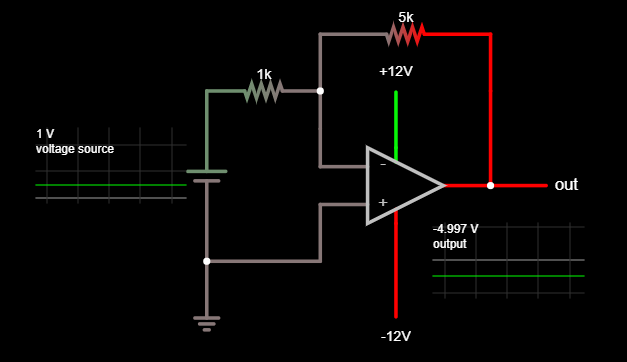 5k
1k
+12V
1 V
voltage source
-
+
out
-4.997 V
output
-12V